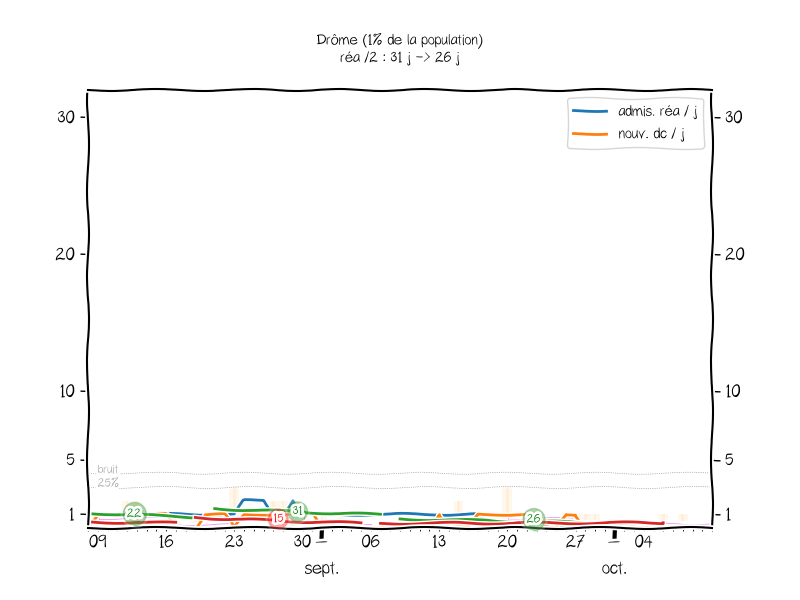 Drôme (1% de la population)
réa /2 : 31 j -> 26 j
admis. réa / j
nouv. dc / j
30
30
20
20
10
10
5
5
bruit
25%
1
1
22
15
31
26
09 16 23 30 06 13 20 27 04
sept. oct.